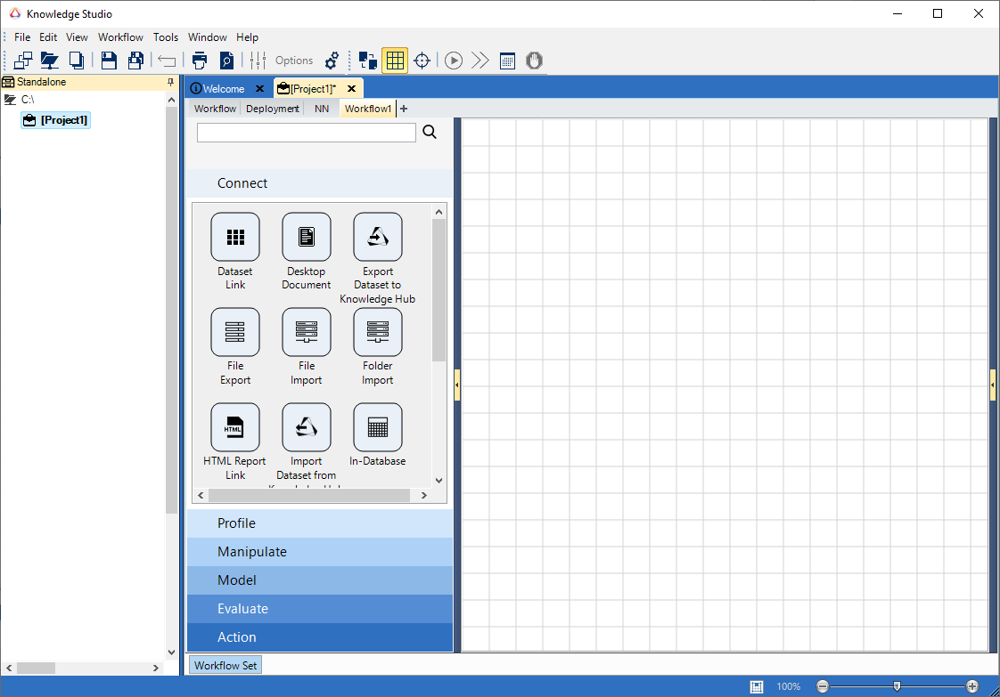 Knowledge Studio
File Edit View Workflow Tools Window Help
Options
Standalone
C:\
[Project1]
Welcome [Project1]*
Workflow Deployment NN Workflow1 +
Connect
Dataset Link
Desktop Document
Export Dataset to Knowledge Hub
File Export
File Import
Folder Import
HTML
HTML Report Link
Import Dataset from
In-Database
Profile
Manipulate
Model
Evaluate
Action
Workflow Set
100%